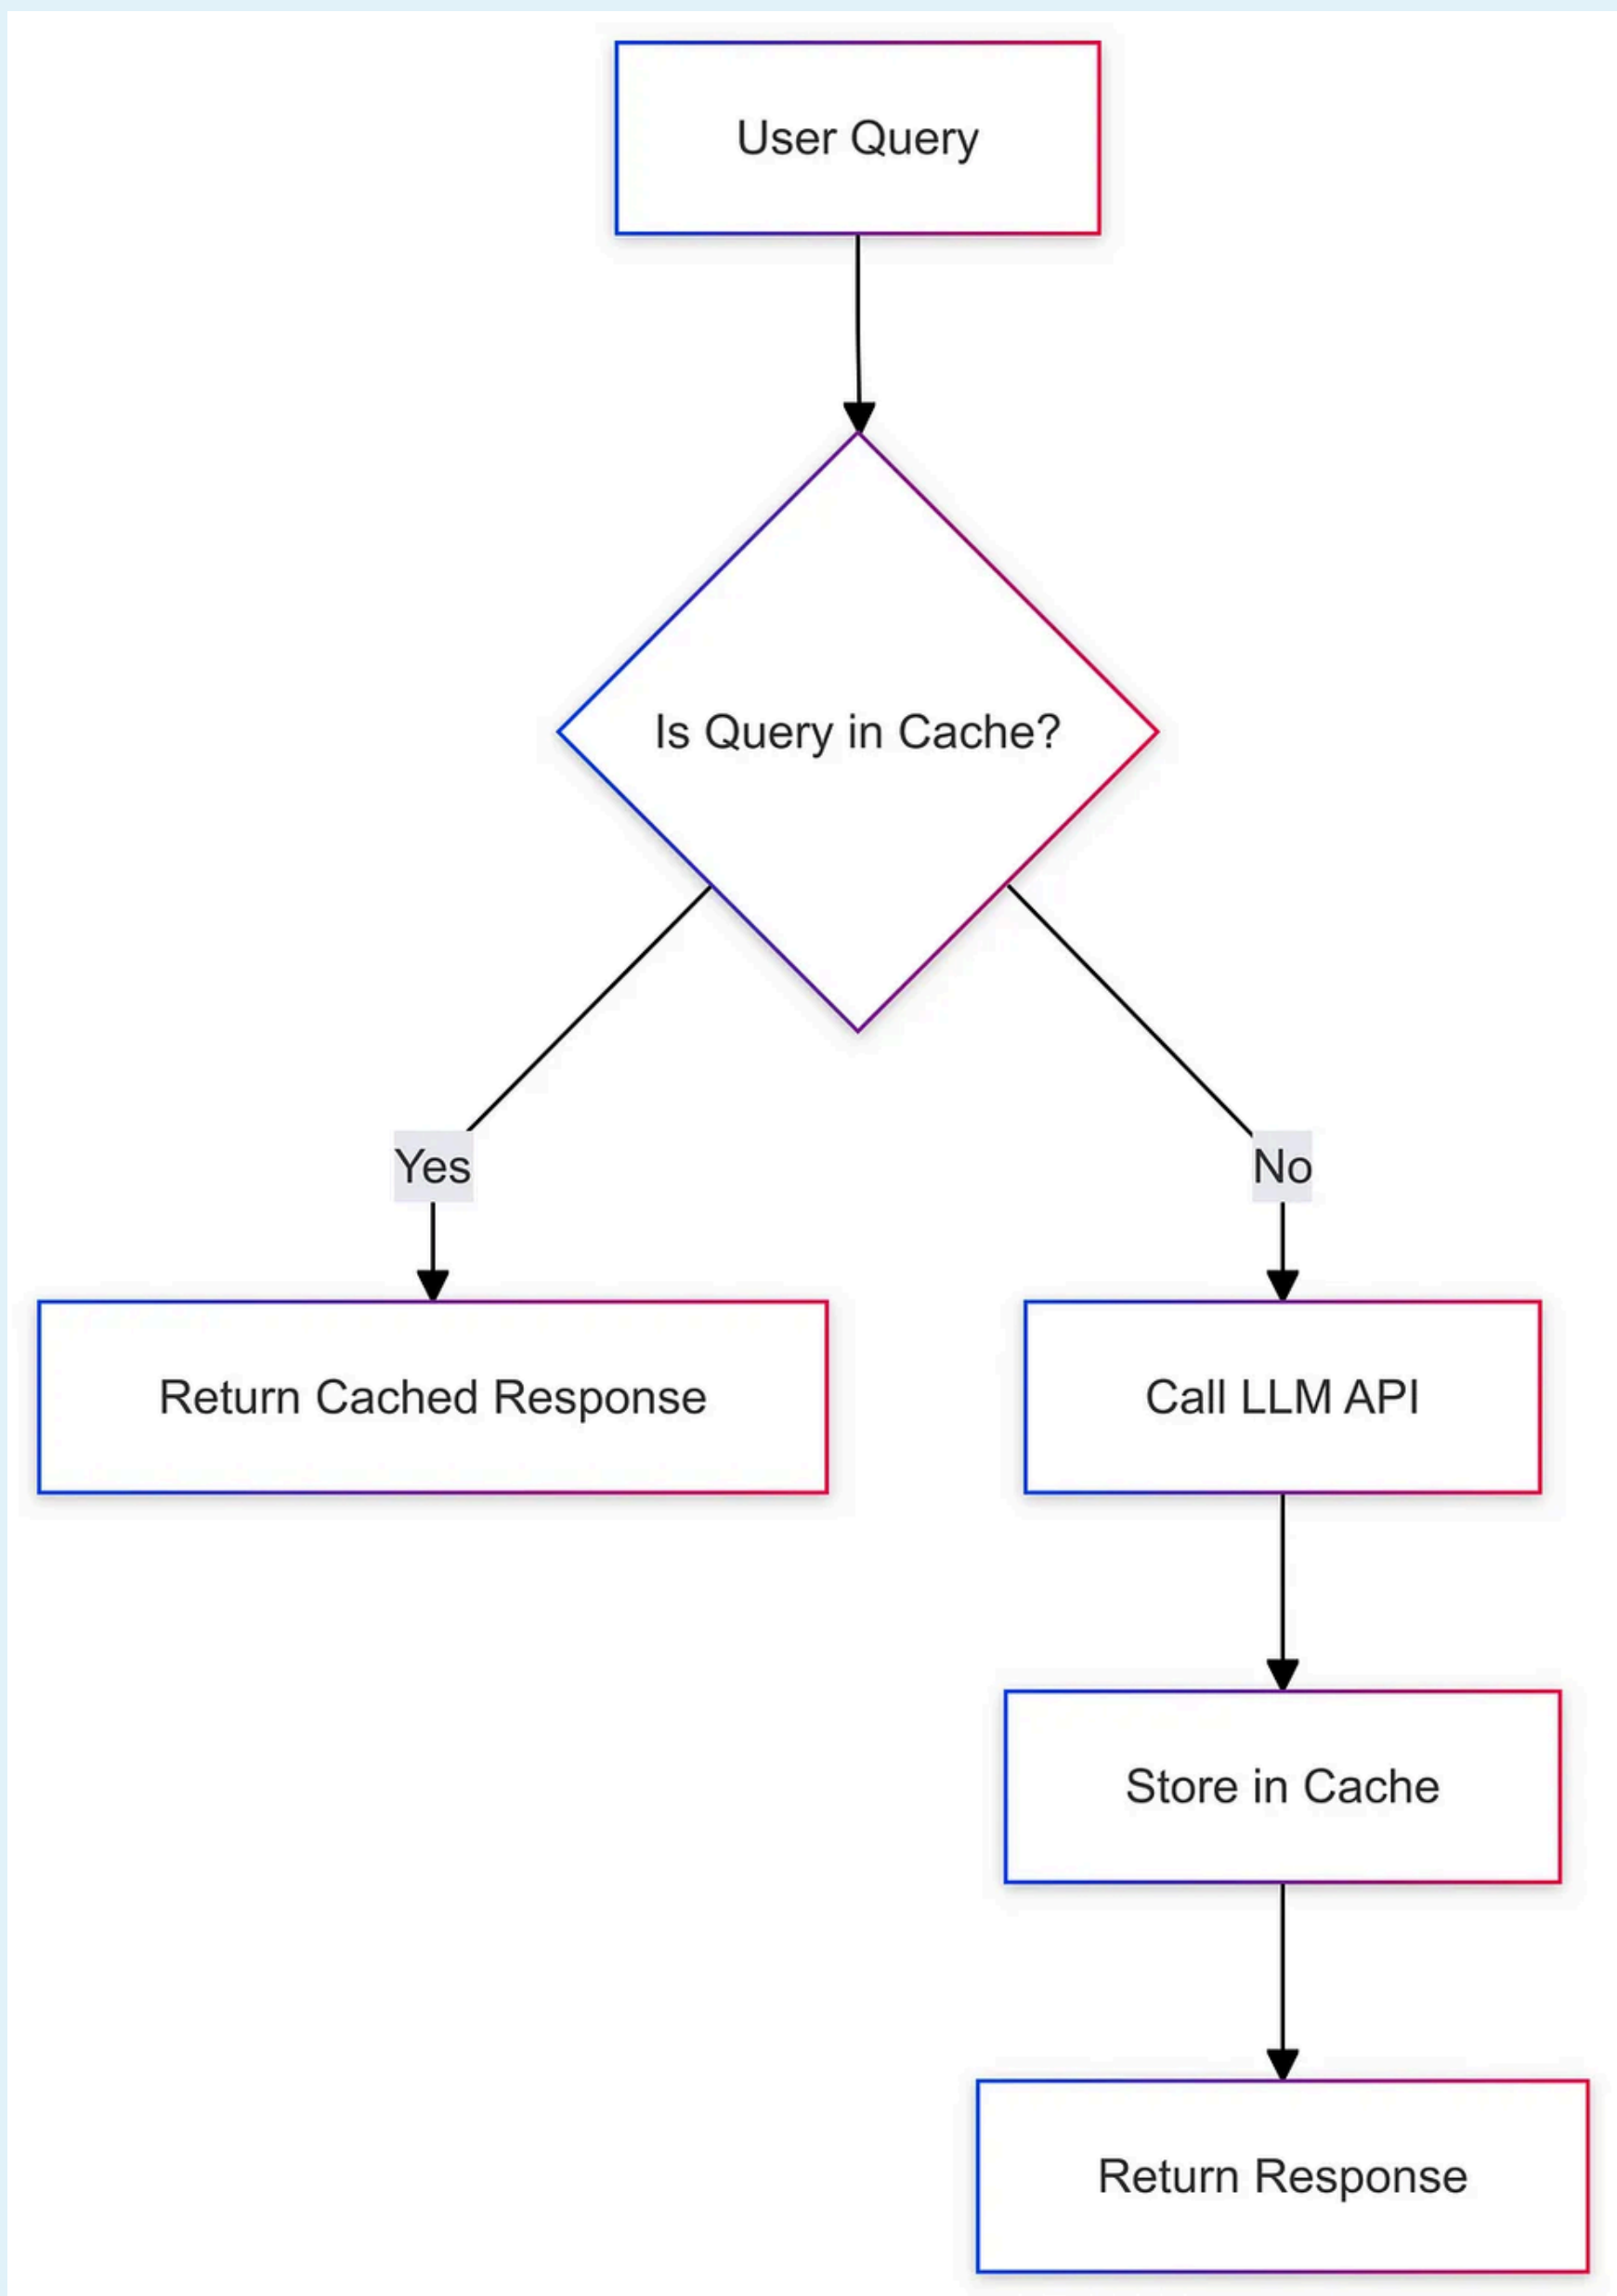 User Query
Is Query in Cache?
Yes
No
Return Cached Response
Call LLM API
Store in Cache
Return Response